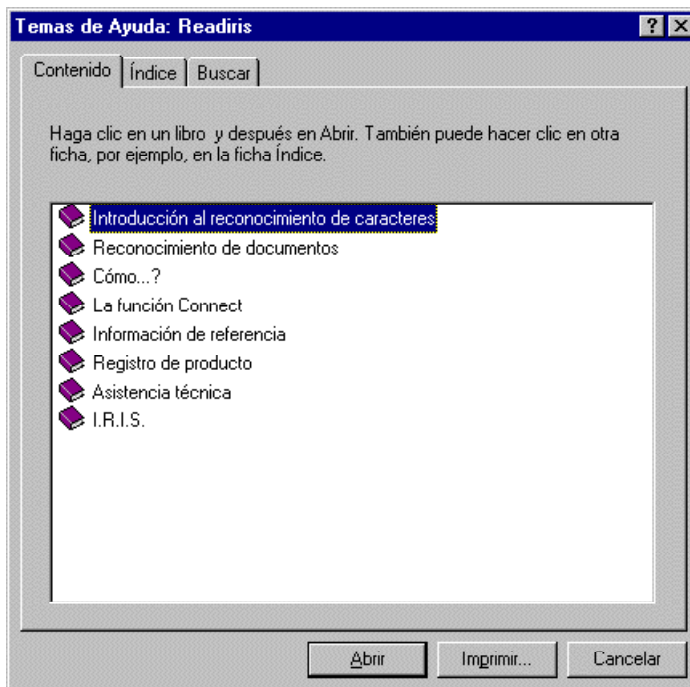 Temas de Ayuda: Readiris
Contenido Índice Buscar
Haga clic en un libro y después en Abrir. También puede hacer clic en otra
ficha, por ejemplo, en la ficha Índice.
Introducción al reconocimiento de caracteres
Reconocimiento de documentos
Cómo...?
La función Connect
Información de referencia
Registro de producto
Asistencia técnica
I.R.I.S.
Abrir Imprimir... Cancelar